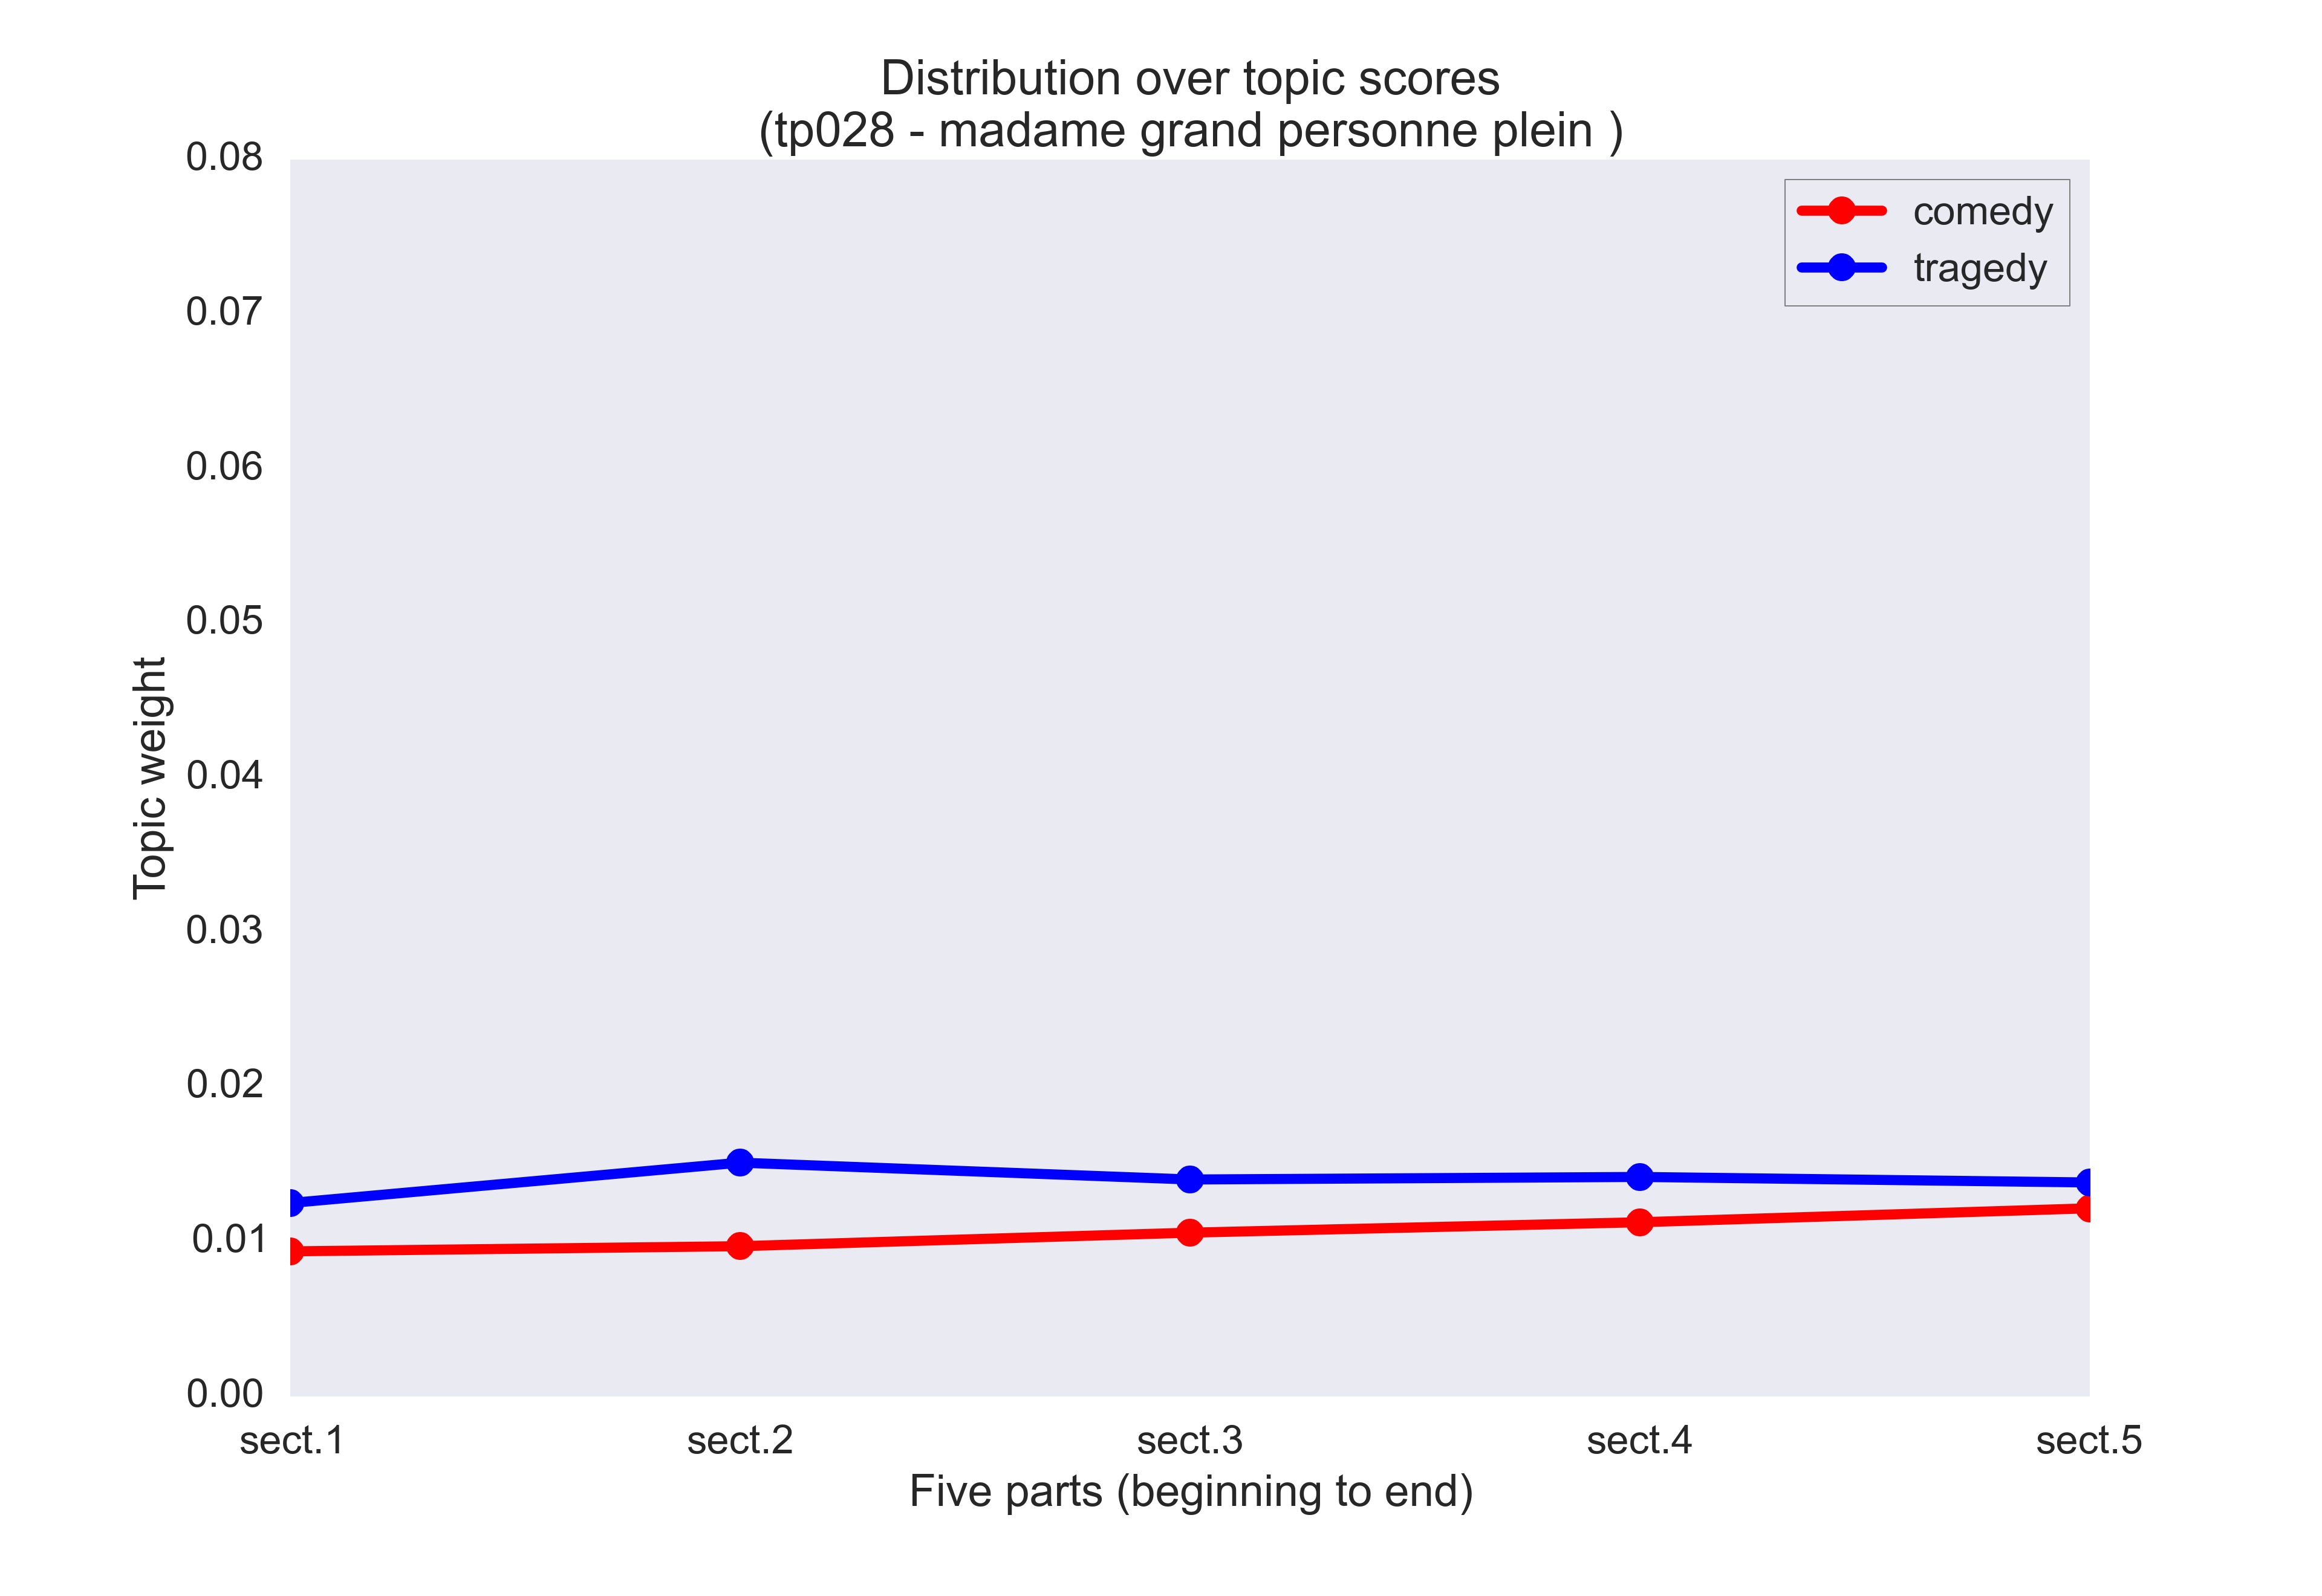 Distribution over topic scores
(tp028 - madame grand personne plein )
comedy
tragedy
0.08
0.07
0.06
0.05
0.04
0.03
0.02
0.01
0.00
Topic weight
sect.1
sect.2
sect.3
sect.4
sect.5
Five parts (beginning to end)